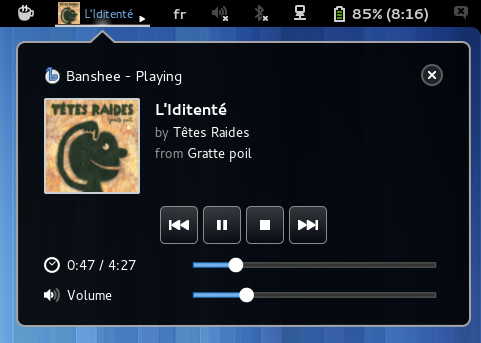 L'Iditenté
fr
85% (8:16)
Banshee - Playing
TÊTES RAIDES
gratte poil
L'Iditenté
by Têtes Raides
from Gratte poil
0:47 / 4:27
Volume